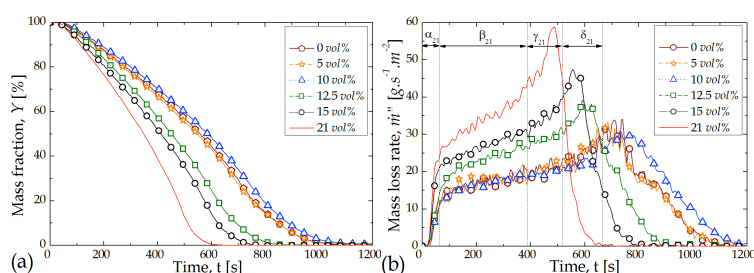 100
80
60
40
20
0
0 200 400 600 800 1000 1200
Mass fraction, Y [%]
Time, t [s]
(a)
0 vol%
5 vol%
10 vol%
12.5 vol%
15 vol%
21 vol%
60
50
40
30
20
10
0
0 200 400 600 800 1000 1200
Mass loss rate, ṁ" [g.s⁻¹.m⁻²]
Time, t [s]
(b)
α₂₁ β₂₁ γ₂₁ δ₂₁
0 vol%
5 vol%
10 vol%
12.5 vol%
15 vol%
21 vol%